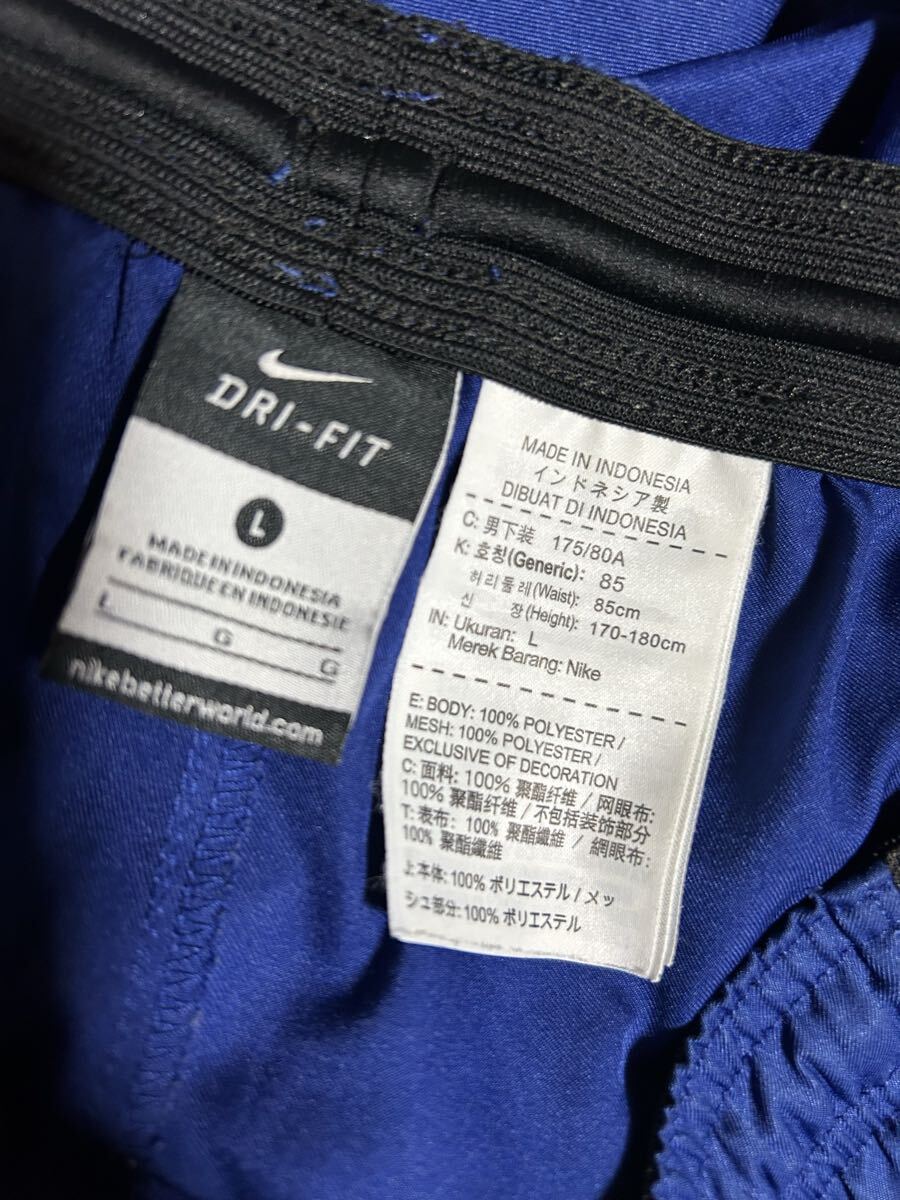 DRI-FIT
L
MADE IN INDONESIA
FABRIQUE EN INDONESIE
L G G
nikebetterworld.com
MADE IN INDONESIA
インドネシア製
DIBUAT DI INDONESIA
C: 男下装 175/80A
K: 호칭(Generic): 85
허리둘레(Waist): 85cm
신 장(Height): 170-180cm
IN: Ukuran: L
Merek Barang: Nike
E: BODY: 100% POLYESTER /
MESH: 100% POLYESTER /
EXCLUSIVE OF DECORATION
C: 面料: 100% 聚酯纤维 / 网眼布:
100% 聚酯纤维 / 不包括装饰部分
T: 表布: 100% 聚酯纖維 / 網眼布:
100% 聚酯纖維
上本体: 100% ポリエステル / メッ
シュ部分: 100% ポリエステル